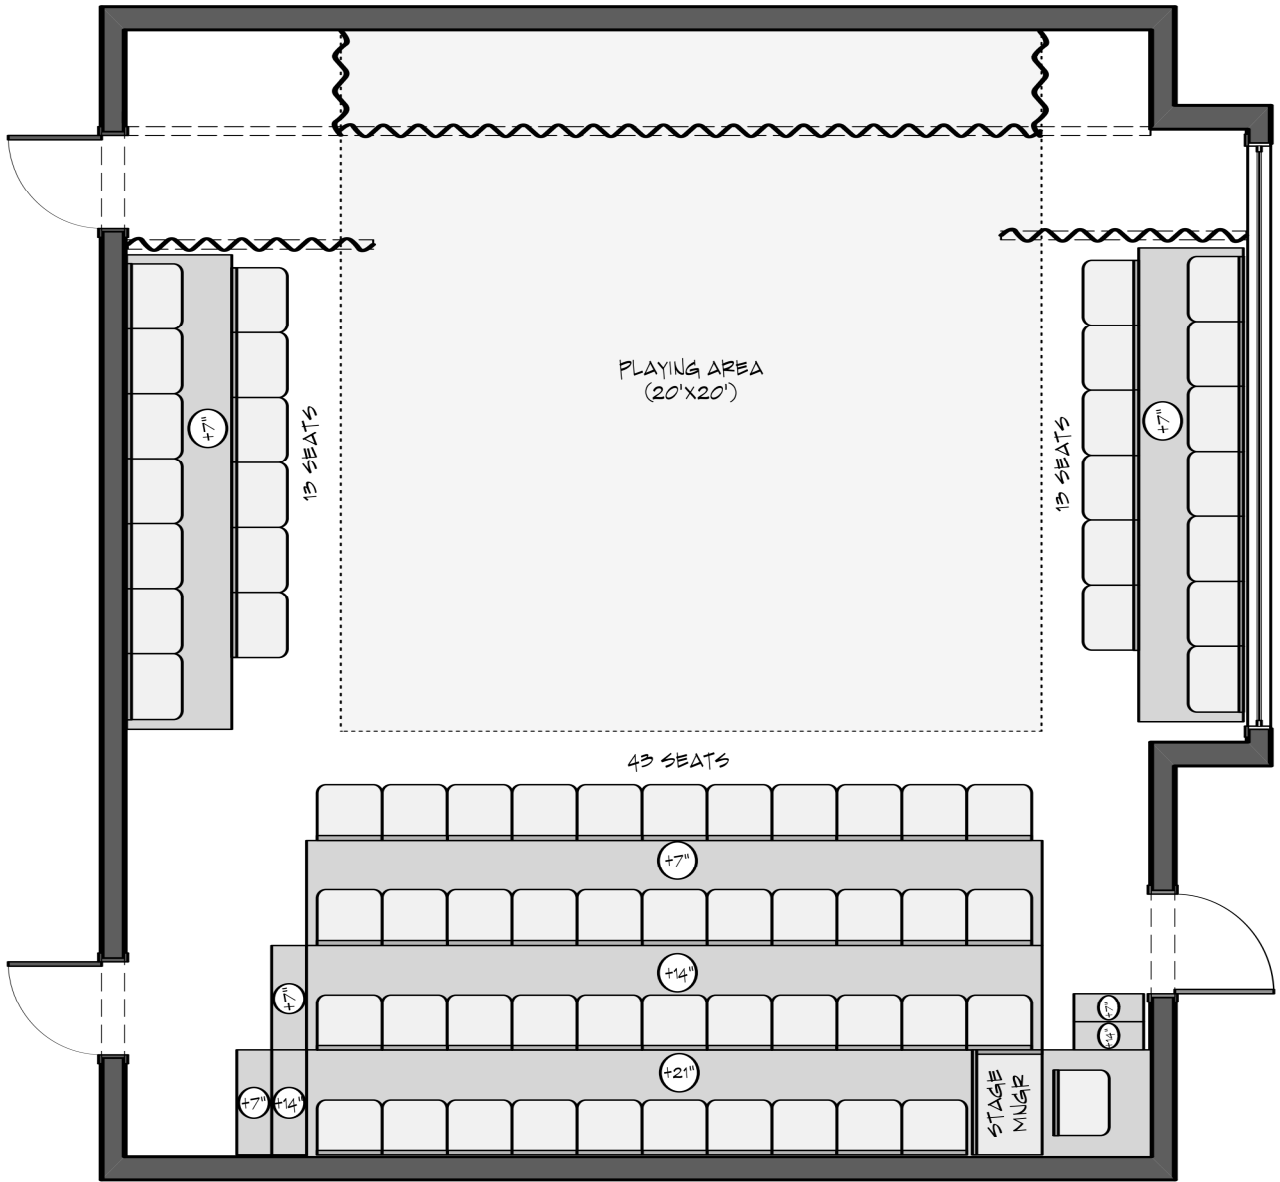 PLAYING AREA
(20'X20')
+7"
13 SEATS
13 SEATS
+7"
43 SEATS
+7"
+14"
+7"
+7"
+14"
+21"
+7"
+14"
STAGE
MNGR